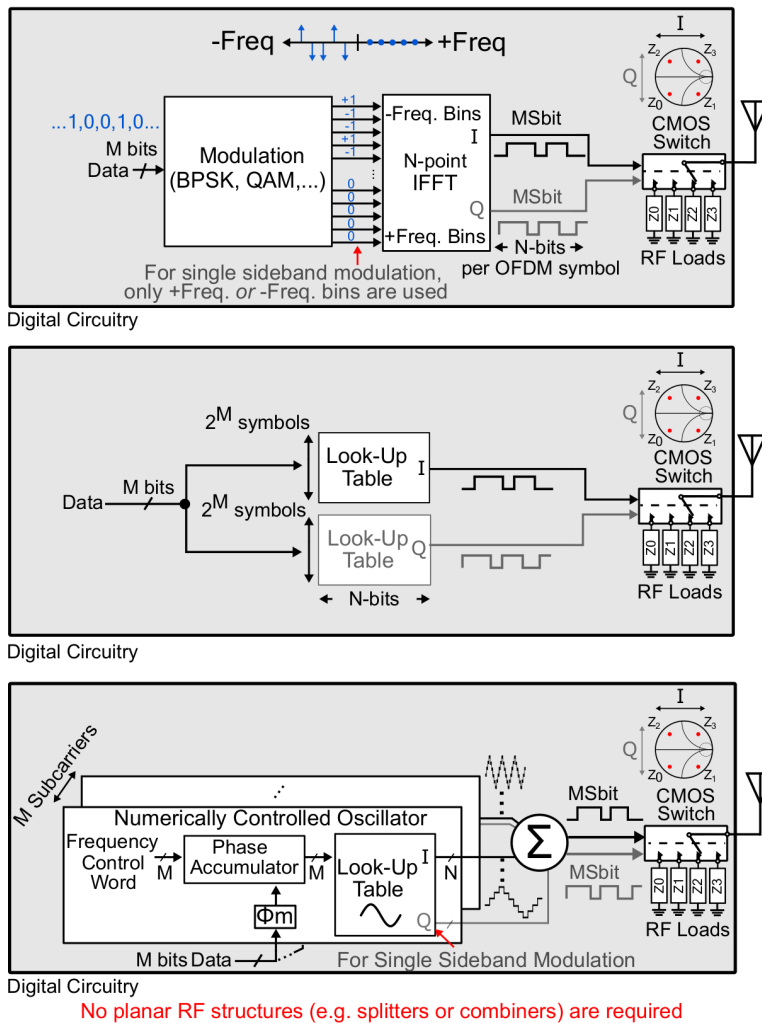 -Freq
+Freq
I
Z2
Z3
Q
Z0
Z1
CMOS
Switch
...1,0,0,1,0...
M bits
Data
Modulation
(BPSK, QAM,...)
+1
-1
-1
+1
-1
...
0
0
0
0
0
-Freq. Bins
I
N-point
IFFT
Q
+Freq. Bins
MSbit
MSbit
N-bits
per OFDM symbol
Z0 Z1 Z2 Z3
RF Loads
For single sideband modulation,
only +Freq. or -Freq. bins are used
Digital Circuitry
I
Z2
Z3
Q
Z0
Z1
CMOS
Switch
2M symbols
Look-Up
Table
I
Data
M bits
2M symbols
Look-Up
Table
Q
N-bits
Z0 Z1 Z2 Z3
RF Loads
Digital Circuitry
I
Z2
Z3
Q
Z0
Z1
CMOS
Switch
M Subcarriers
...
Numerically Controlled Oscillator
Frequency
Control
Word
M
Phase
Accumulator
M
Look-Up
Table
I
N
Q
Φm
M bits Data
Σ
MSbit
MSbit
Z0 Z1 Z2 Z3
RF Loads
For Single Sideband Modulation
Digital Circuitry
No planar RF structures (e.g. splitters or combiners) are required